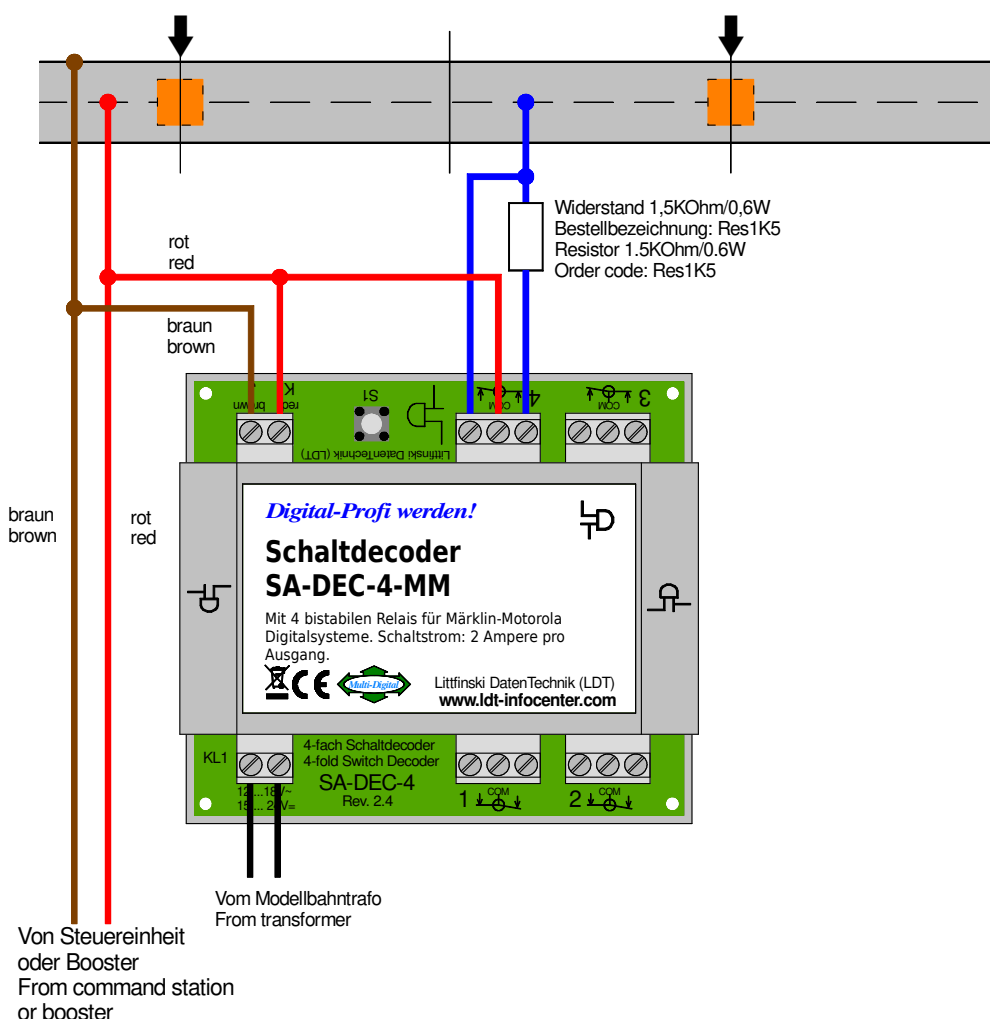 Widerstand 1,5KOhm/0,6W
Bestellbezeichnung: Res1K5
Resistor 1.5KOhm/0.6W
Order code: Res1K5
rot
red
braun
brown
brown
S1
COM
4
COM
3
Littfinski DatenTechnik (LDT)
braun
brown
rot
red
Digital-Profi werden!
Schaltdecoder
SA-DEC-4-MM
Mit 4 bistabilen Relais für Märklin-Motorola
Digitalsysteme. Schaltstrom: 2 Ampere pro
Ausgang.
CE
Multi-Digital
Littfinski DatenTechnik (LDT)
www.ldt-infocenter.com
KL1
4-fach Schaltdecoder
4-fold Switch Decoder
SA-DEC-4
Rev. 2.4
1
COM
2
COM
Vom Modellbahntrafo
From transformer
Von Steuereinheit
oder Booster
From command station
or booster